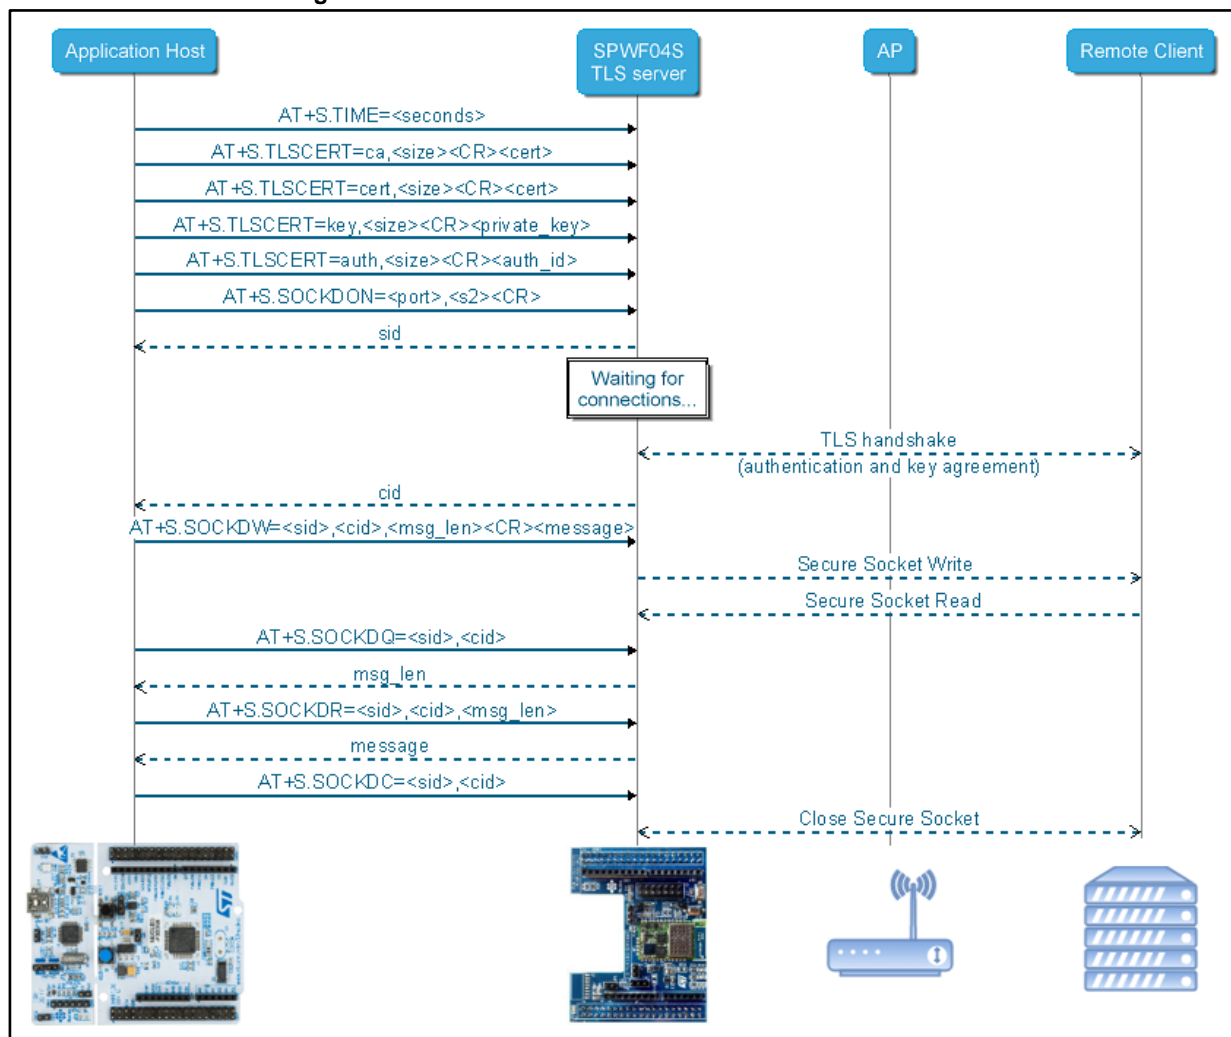 Application Host
SPWF04S
TLS server
AP
Remote Client
AT+S.TIME=<seconds>
AT+S.TLSCERT=ca,<size><CR><cert>
AT+S.TLSCERT=cert,<size><CR><cert>
AT+S.TLSCERT=key,<size><CR><private_key>
AT+S.TLSCERT=auth,<size><CR><auth_id>
AT+S.SOCKDON=<port>,<s2><CR>
sid
Waiting for
connections...
TLS handshake
(authentication and key agreement)
cid
AT+S.SOCKDW=<sid>,<cid>,<msg_len><CR><message>
Secure Socket Write
Secure Socket Read
AT+S.SOCKDQ=<sid>,<cid>
msg_len
AT+S.SOCKDR=<sid>,<cid>,<msg_len>
message
AT+S.SOCKDC=<sid>,<cid>
Close Secure Socket